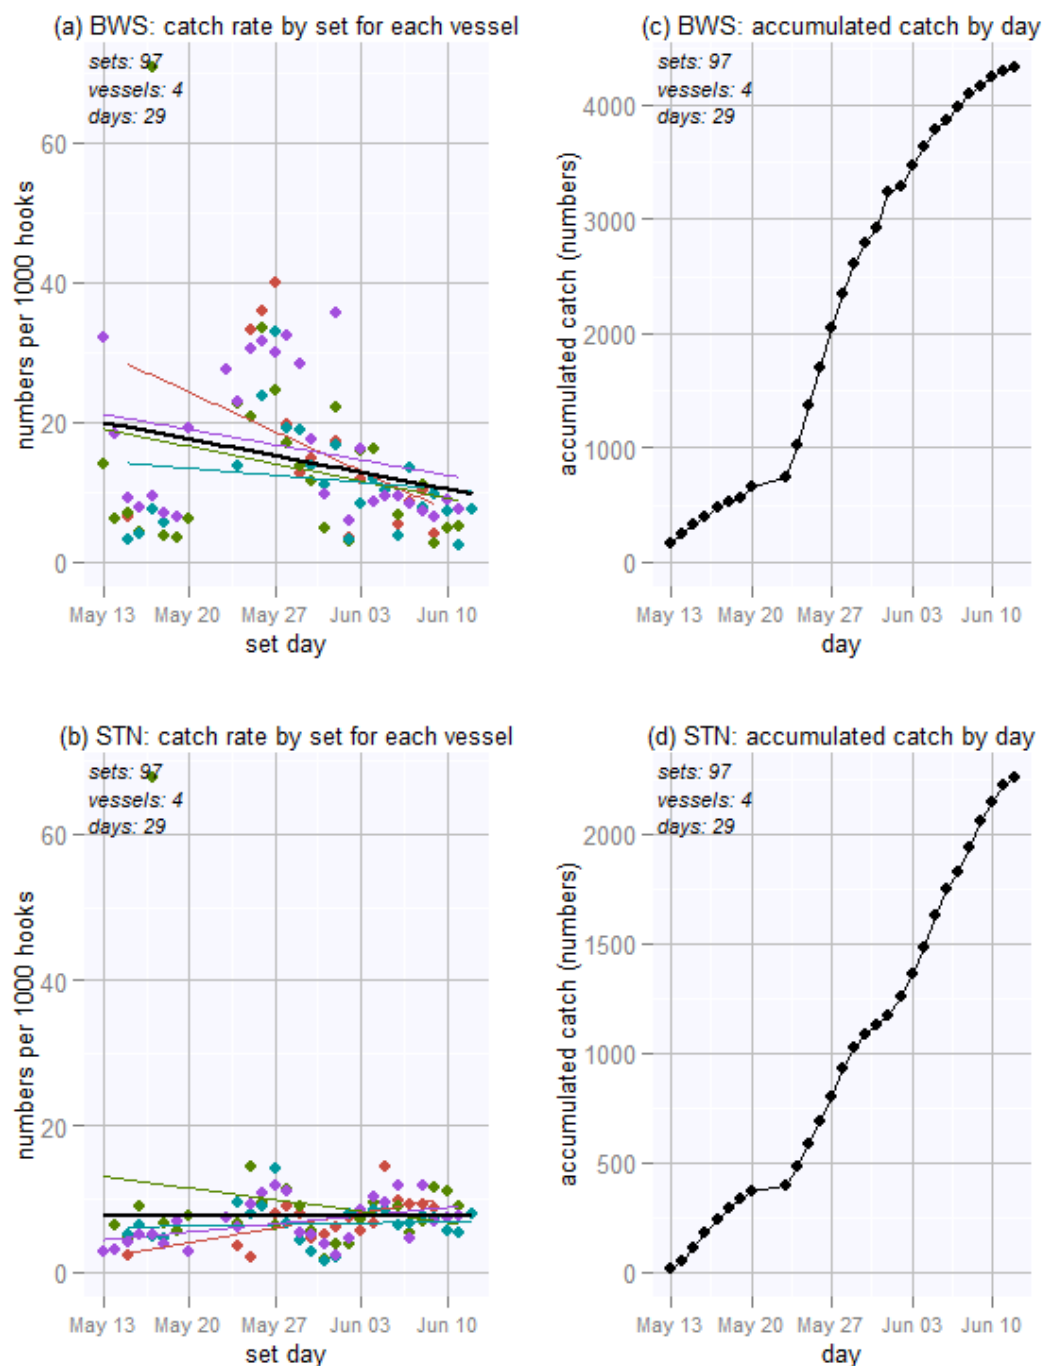 (a) BWS: catch rate by set for each vessel
sets: 97
vessels: 4
days: 29
numbers per 1000 hooks
60
40
20
0
May 13 May 20 May 27 Jun 03 Jun 10
set day
(c) BWS: accumulated catch by day
sets: 97
vessels: 4
days: 29
accumulated catch (numbers)
4000
3000
2000
1000
0
May 13 May 20 May 27 Jun 03 Jun 10
day
(b) STN: catch rate by set for each vessel
sets: 97
vessels: 4
days: 29
numbers per 1000 hooks
60
40
20
0
May 13 May 20 May 27 Jun 03 Jun 10
set day
(d) STN: accumulated catch by day
sets: 97
vessels: 4
days: 29
accumulated catch (numbers)
2000
1500
1000
500
0
May 13 May 20 May 27 Jun 03 Jun 10
day